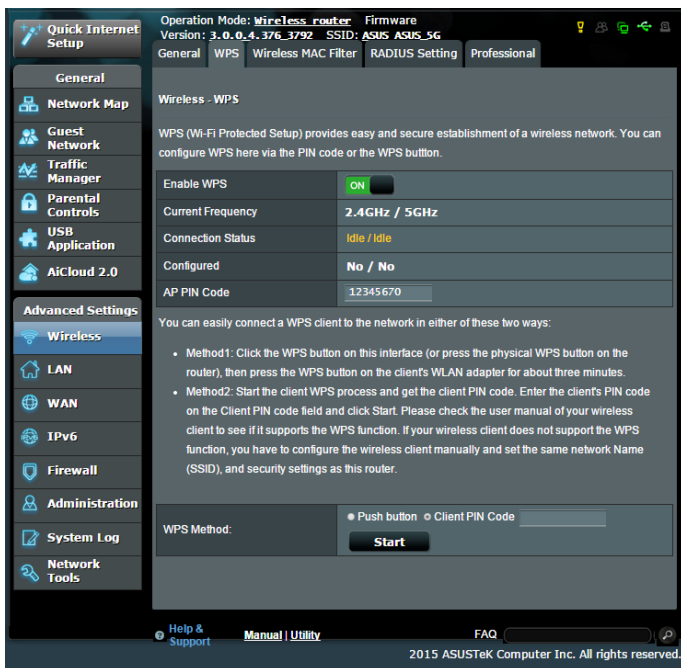 Quick Internet
Setup
Operation Mode: Wireless router Firmware
Version: 3.0.0.4.376_3792 SSID: ASUS ASUS_5G
General WPS Wireless MAC Filter RADIUS Setting Professional
General
Network Map
Guest
Network
Traffic
Manager
Parental
Controls
USB
Application
AiCloud 2.0
Advanced Settings
Wireless
LAN
WAN
IPv6
Firewall
Administration
System Log
Network
Tools
Wireless - WPS
WPS (Wi-Fi Protected Setup) provides easy and secure establishment of a wireless network. You can
configure WPS here via the PIN code or the WPS buttton.
Enable WPS ON
Current Frequency 2.4GHz / 5GHz
Connection Status Idle / Idle
Configured No / No
AP PIN Code 12345670
You can easily connect a WPS client to the network in either of these two ways:
• Method1: Click the WPS button on this interface (or press the physical WPS button on the
router), then press the WPS button on the client's WLAN adapter for about three minutes.
• Method2: Start the client WPS process and get the client PIN code. Enter the client's PIN code
on the Client PIN code field and click Start. Please check the user manual of your wireless
client to see if it supports the WPS function. If your wireless client does not support the WPS
function, you have to configure the wireless client manually and set the same network Name
(SSID), and security settings as this router.
WPS Method: Push button Client PIN Code
Start
Help &
Support
Manual | Utility FAQ
2015 ASUSTeK Computer Inc. All rights reserved.